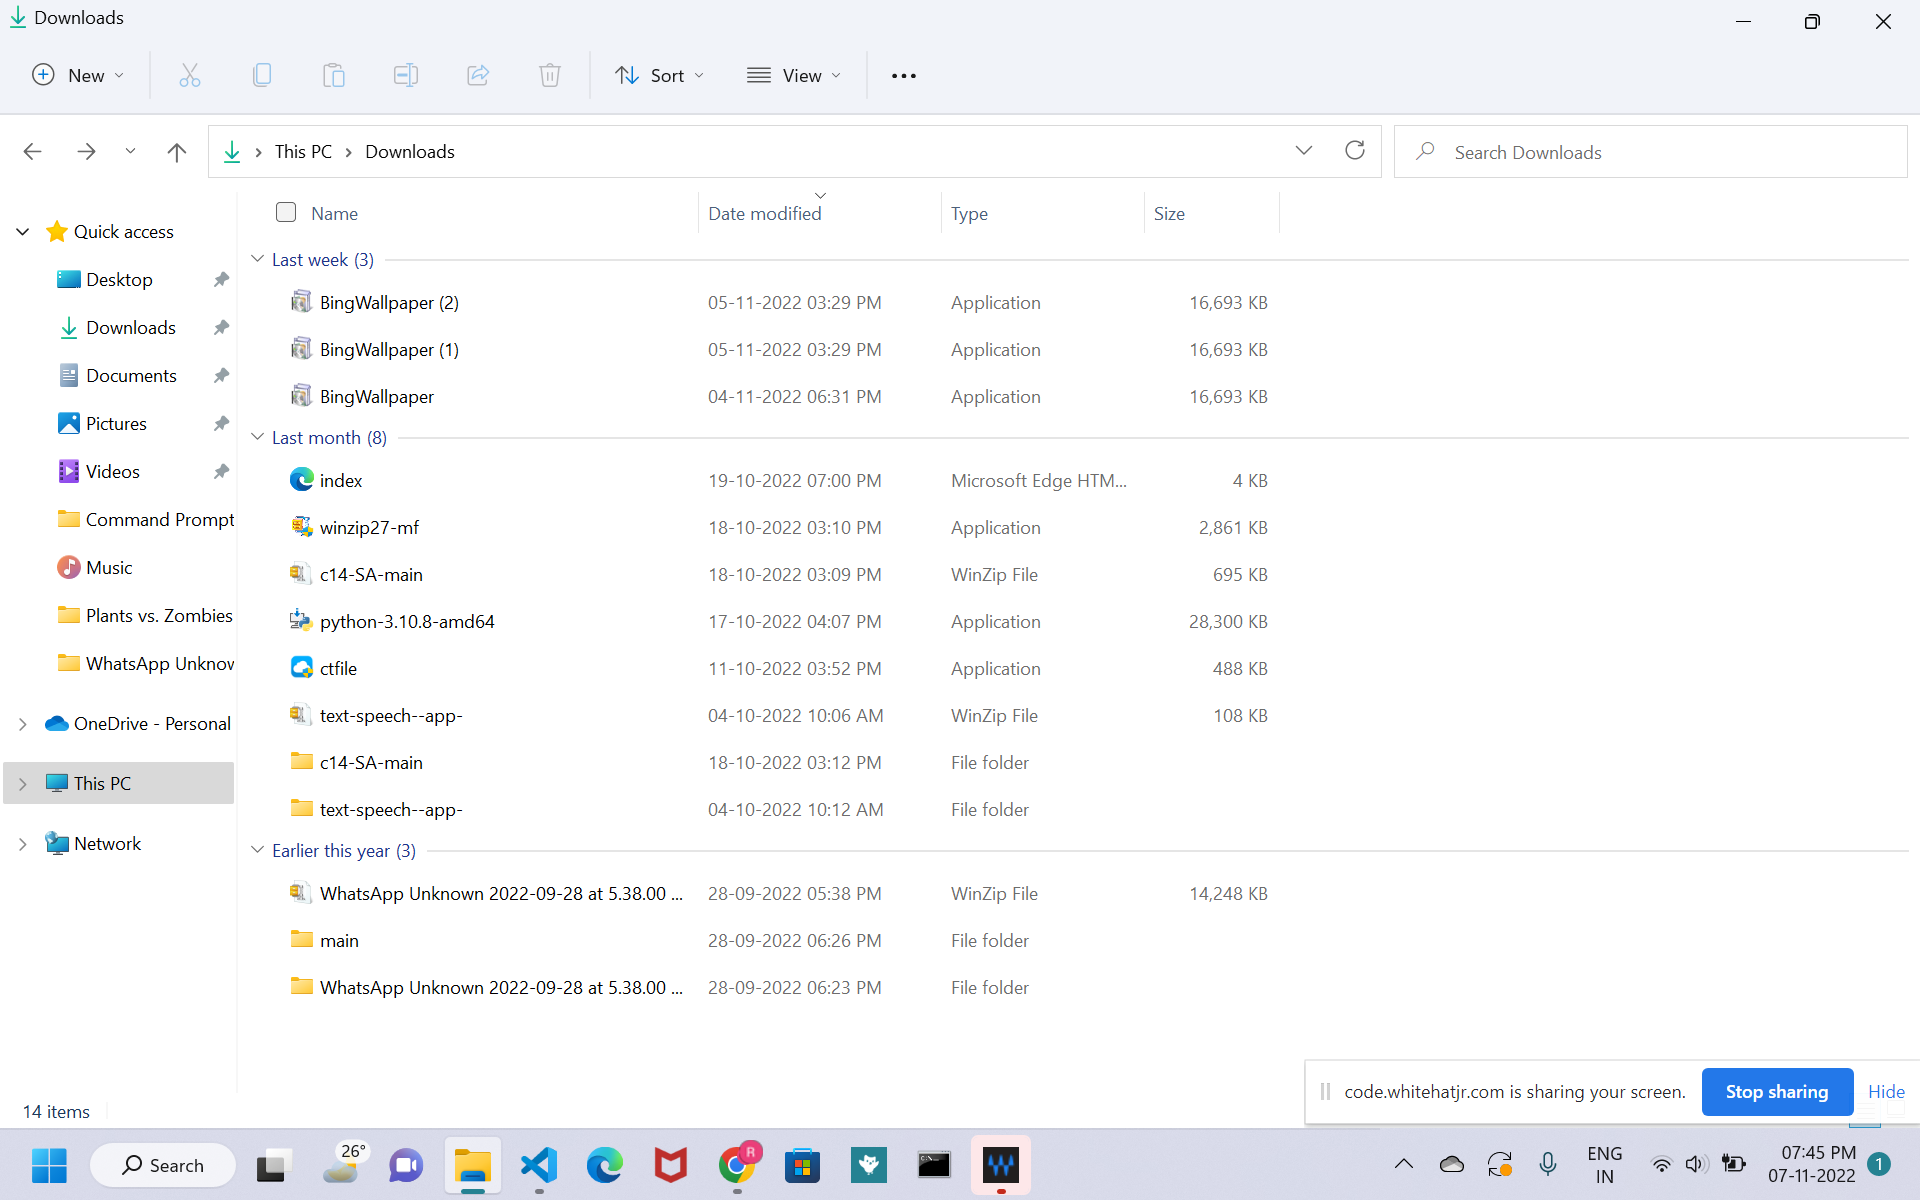 Downloads
New
Sort
View
This PC
Downloads
Search Downloads
Name
Date modified
Type
Size
Quick access
Desktop
Downloads
Documents
Pictures
Videos
Command Prompt
Music
Plants vs. Zombies
WhatsApp Unknow
OneDrive - Personal
This PC
Network
Last week (3)
BingWallpaper (2) 05-11-2022 03:29 PM Application 16,693 KB
BingWallpaper (1) 05-11-2022 03:29 PM Application 16,693 KB
BingWallpaper 04-11-2022 06:31 PM Application 16,693 KB
Last month (8)
index 19-10-2022 07:00 PM Microsoft Edge HTM... 4 KB
winzip27-mf 18-10-2022 03:10 PM Application 2,861 KB
c14-SA-main 18-10-2022 03:09 PM WinZip File 695 KB
python-3.10.8-amd64 17-10-2022 04:07 PM Application 28,300 KB
ctfile 11-10-2022 03:52 PM Application 488 KB
text-speech--app- 04-10-2022 10:06 AM WinZip File 108 KB
c14-SA-main 18-10-2022 03:12 PM File folder
text-speech--app- 04-10-2022 10:12 AM File folder
Earlier this year (3)
WhatsApp Unknown 2022-09-28 at 5.38.00 ... 28-09-2022 05:38 PM WinZip File 14,248 KB
main 28-09-2022 06:26 PM File folder
WhatsApp Unknown 2022-09-28 at 5.38.00 ... 28-09-2022 06:23 PM File folder
code.whitehatjr.com is sharing your screen. Stop sharing Hide
14 items
Search
26°
R
ENG
IN
07:45 PM
07-11-2022
1